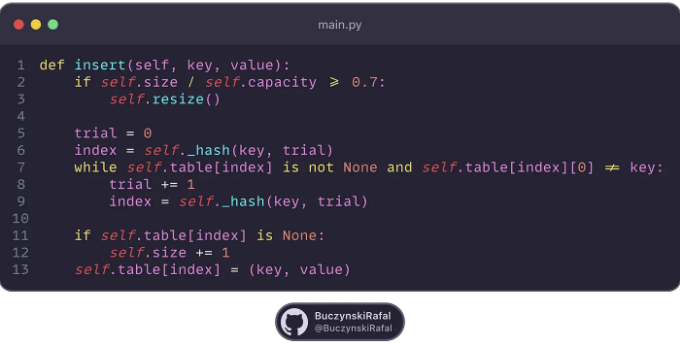 main.py
1 def insert(self, key, value):
2     if self.size / self.capacity ⩾ 0.7:
3         self.resize()
4
5     trial = 0
6     index = self._hash(key, trial)
7     while self.table[index] is not None and self.table[index][0] ≠ key:
8         trial += 1
9         index = self._hash(key, trial)
10
11     if self.table[index] is None:
12         self.size += 1
13     self.table[index] = (key, value)
BuczynskiRafal
@BuczynskiRafal